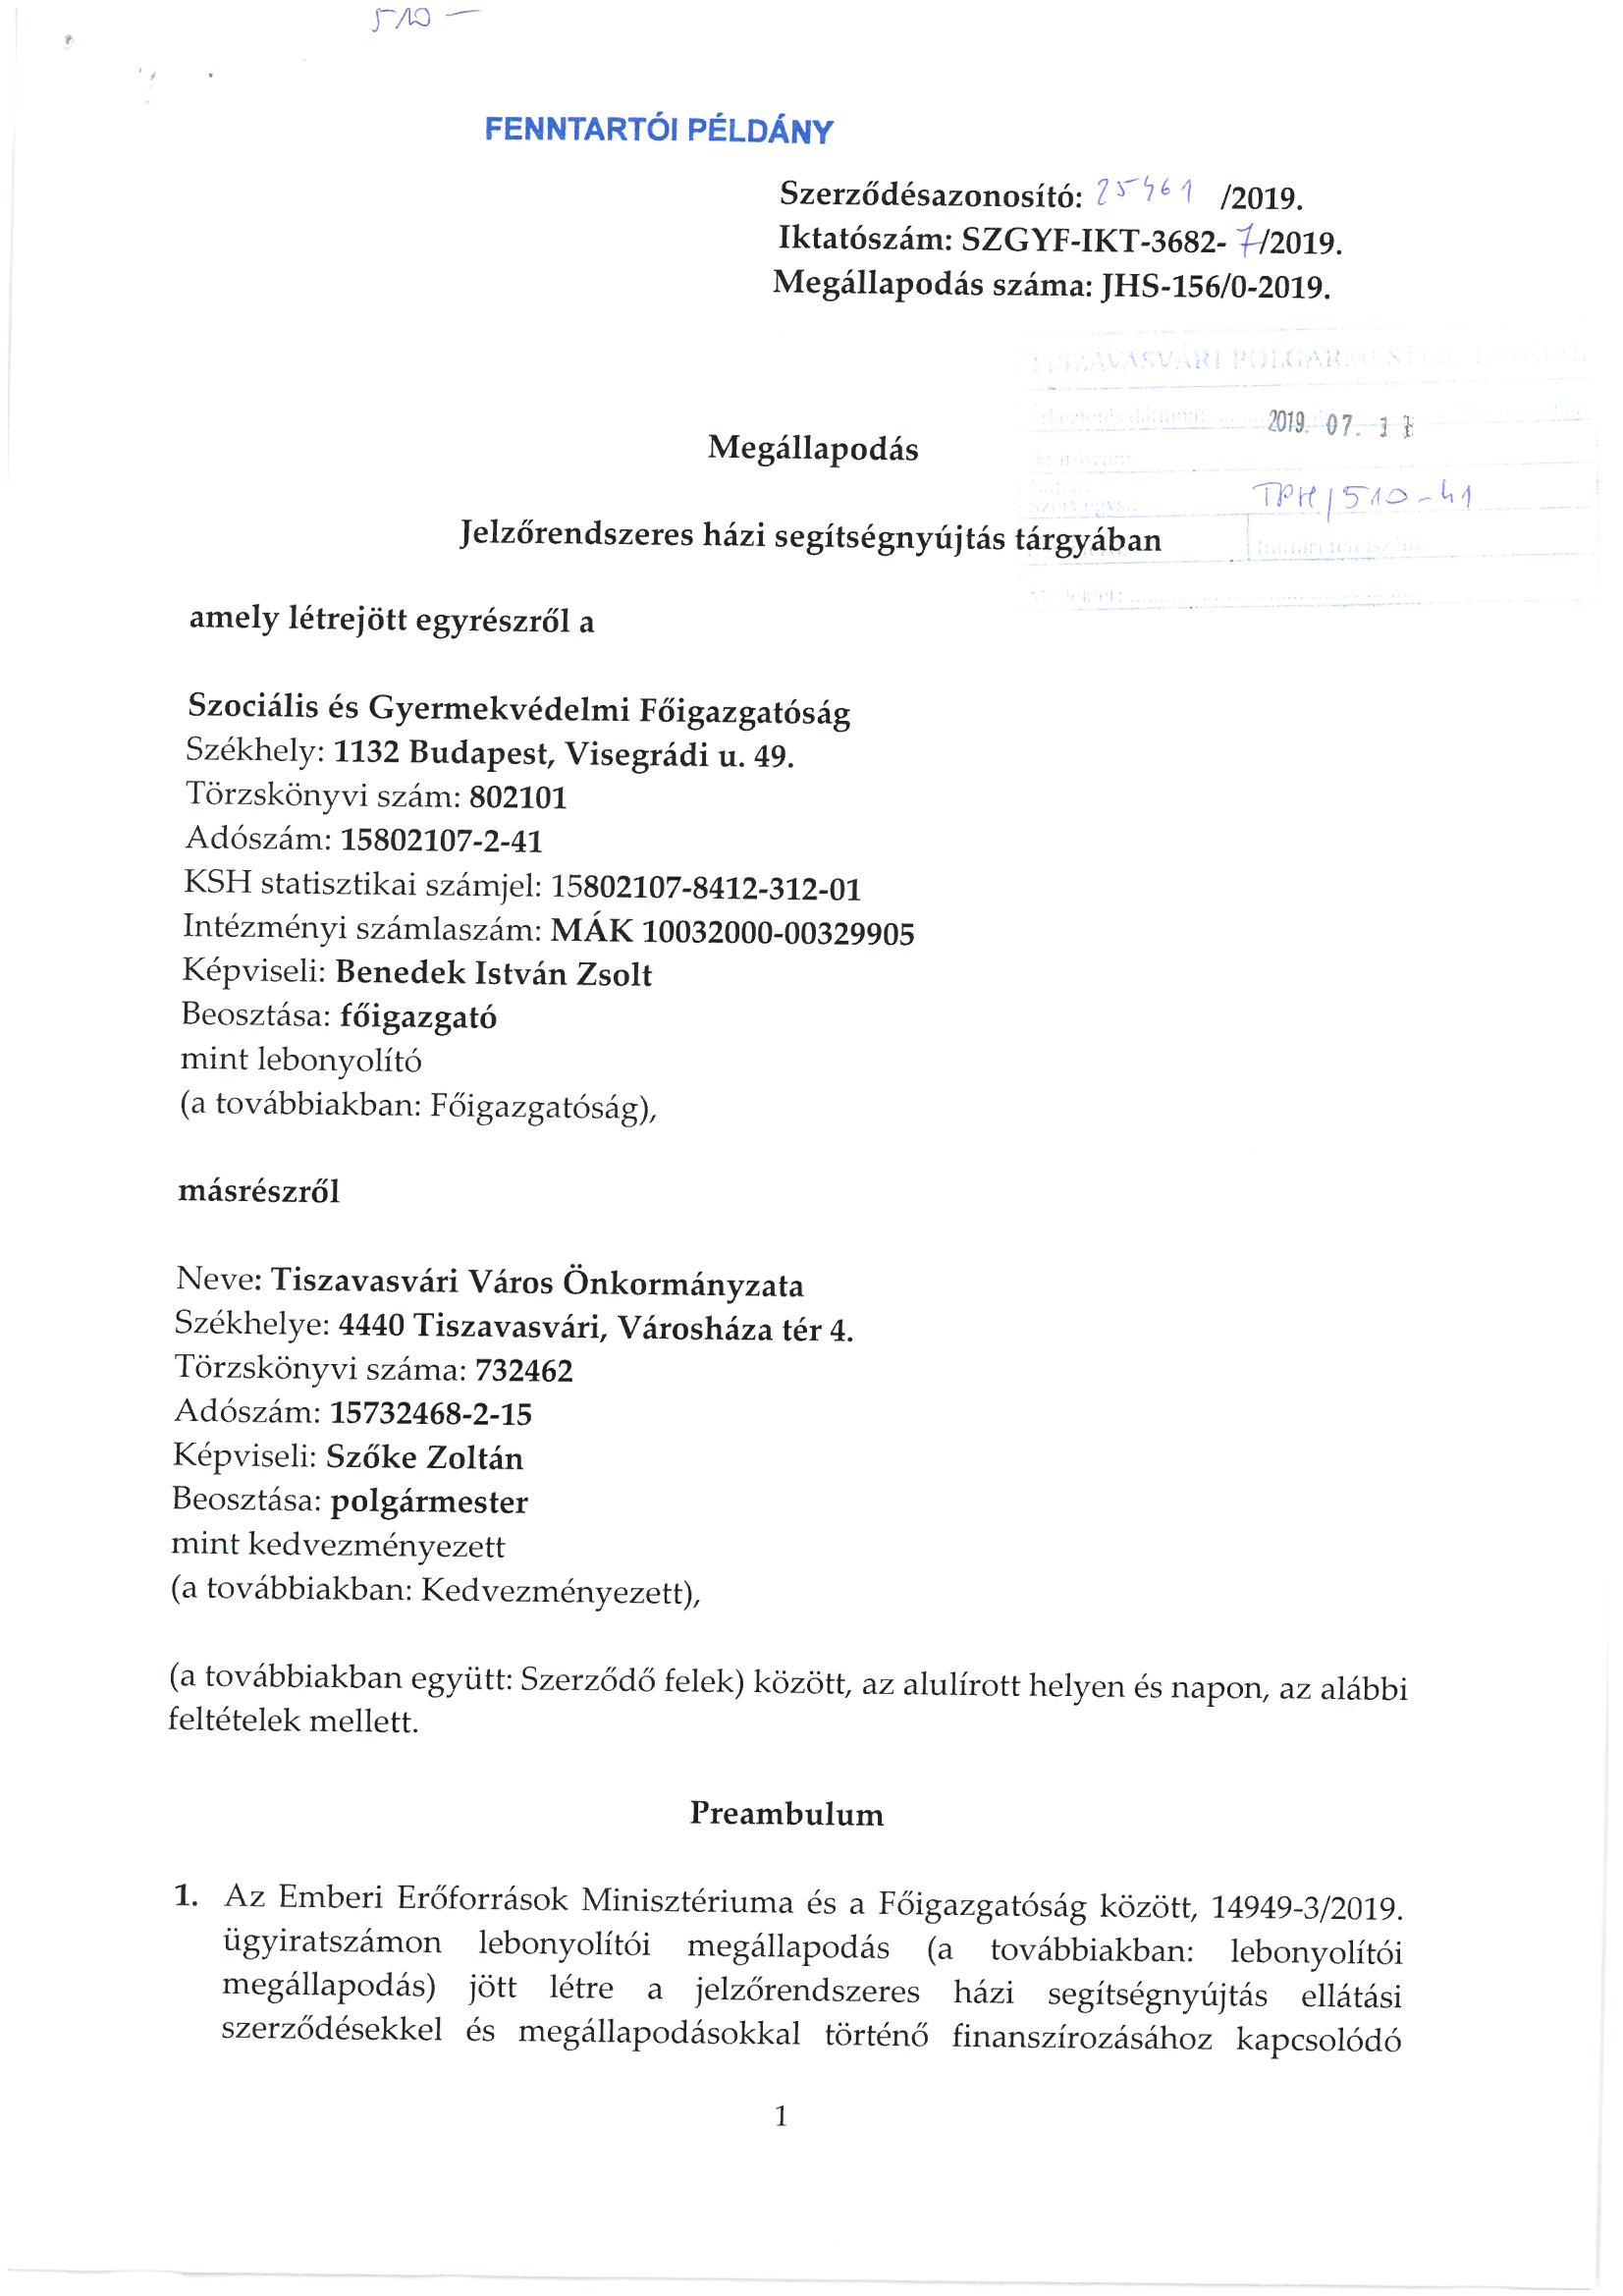 510 —
FENNTARTÓI PÉLDÁNY
Szerződésazonosító: 25461 /2019.
Iktatószám: SZGYF-IKT-3682- 7/2019.
Megállapodás száma: JHS-156/0-2019.
TISZAVASVÁRI POLGÁRMESTERI
Érkeztetés dátuma: 2019. 07.
Megállapodás
TPH/510-41
Jelzőrendszeres házi segítségnyújtás tárgyában
Melléklet:
amely létrejött egyrészről a
Szociális és Gyermekvédelmi Főigazgatóság
Székhely: 1132 Budapest, Visegrádi u. 49.
Törzskönyvi szám: 802101
Adószám: 15802107-2-41
KSH statisztikai számjel: 15802107-8412-312-01
Intézményi számlaszám: MÁK 10032000-00329905
Képviseli: Benedek István Zsolt
Beosztása: főigazgató
mint lebonyolító
(a továbbiakban: Főigazgatóság),
másrészről
Neve: Tiszavasvári Város Önkormányzata
Székhelye: 4440 Tiszavasvári, Városháza tér 4.
Törzskönyvi száma: 732462
Adószám: 15732468-2-15
Képviseli: Szőke Zoltán
Beosztása: polgármester
mint kedvezményezett
(a továbbiakban: Kedvezményezett),
(a továbbiakban együtt: Szerződő felek) között, az alulírott helyen és napon, az alábbi
feltételek mellett.
Preambulum
1. Az Emberi Erőforrások Minisztériuma és a Főigazgatóság között, 14949-3/2019.
ügyiratszámon lebonyolítói megállapodás (a továbbiakban: lebonyolítói
megállapodás) jött létre a jelzőrendszeres házi segítségnyújtás ellátási
szerződésekkel és megállapodásokkal történő finanszírozásához kapcsolódó
1